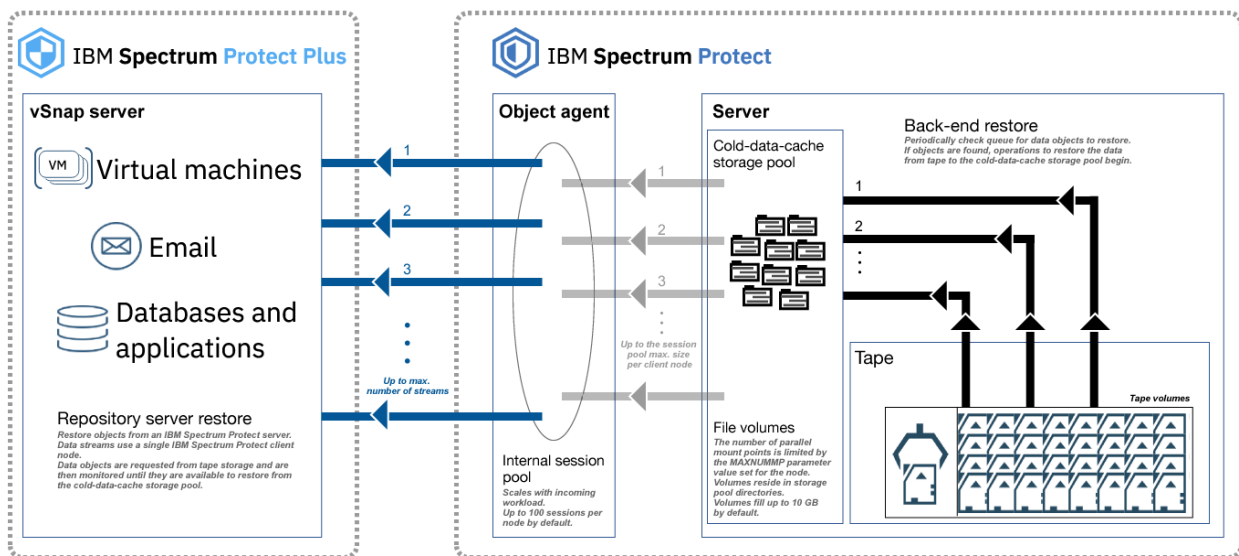 IBM Spectrum Protect Plus
vSnap server
VM
Virtual machines
Email
Databases and
applications
Repository server restore
Restore objects from an IBM Spectrum Protect server.
Data streams use a single IBM Spectrum Protect client
node.
Data objects are requested from tape storage and are
then monitored until they are available to restore from
the cold-data-cache storage pool.
1
2
3
Up to max.
number of streams
IBM Spectrum Protect
Object agent
Internal session
pool
Scales with incoming
workload.
Up to 100 sessions per
node by default.
1
2
3
Up to the session
pool max. size
per client node
Server
Cold-data-cache
storage pool
File volumes
The number of parallel
mount points is limited by
the MAXNUMMP parameter
value set for the node.
Volumes reside in storage
pool directories.
Volumes fill up to 10 GB
by default.
Back-end restore
Periodically check queue for data objects to restore.
If objects are found, operations to restore the data
from tape to the cold-data-cache storage pool begin.
1
2
Tape
Tape volumes